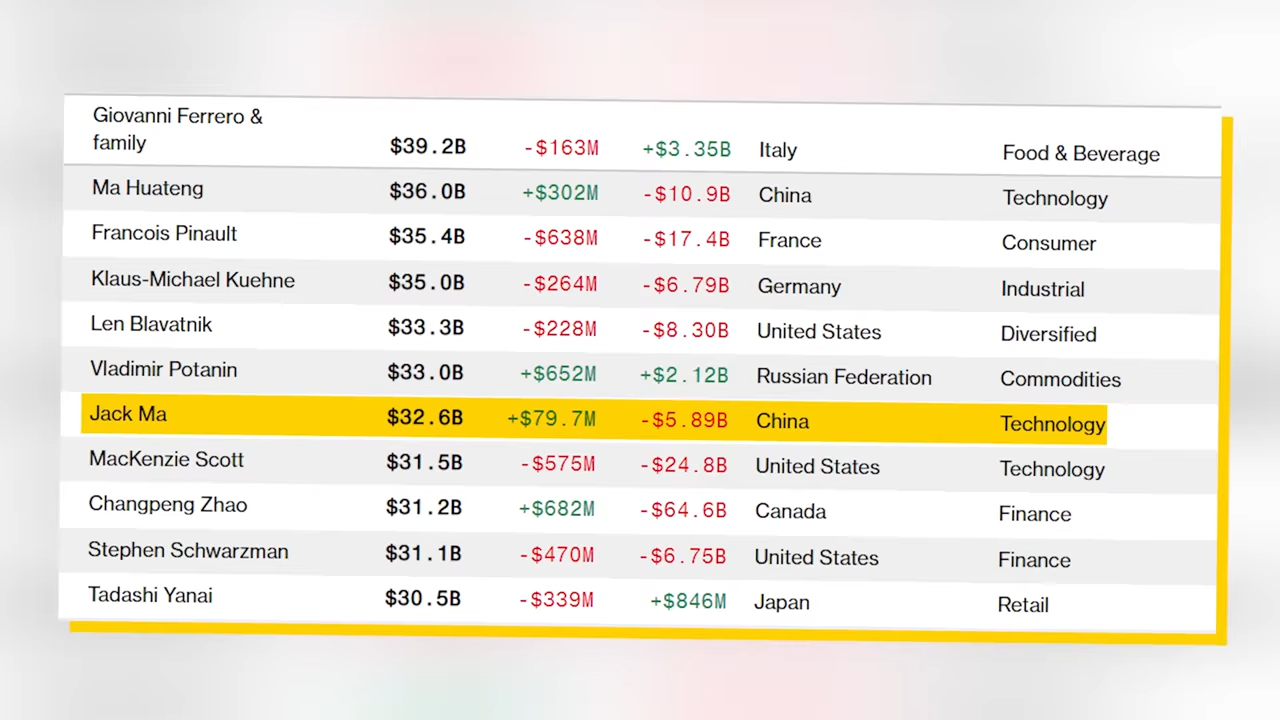 Giovanni Ferrero &
family $39.2B -$163M +$3.35B Italy Food & Beverage
Ma Huateng $36.0B +$302M -$10.9B China Technology
Francois Pinault $35.4B -$638M -$17.4B France Consumer
Klaus-Michael Kuehne $35.0B -$264M -$6.79B Germany Industrial
Len Blavatnik $33.3B -$228M -$8.30B United States Diversified
Vladimir Potanin $33.0B +$652M +$2.12B Russian Federation Commodities
Jack Ma $32.6B +$79.7M -$5.89B China Technology
MacKenzie Scott $31.5B -$575M -$24.8B United States Technology
Changpeng Zhao $31.2B +$682M -$64.6B Canada Finance
Stephen Schwarzman $31.1B -$470M -$6.75B United States Finance
Tadashi Yanai $30.5B -$339M +$846M Japan Retail